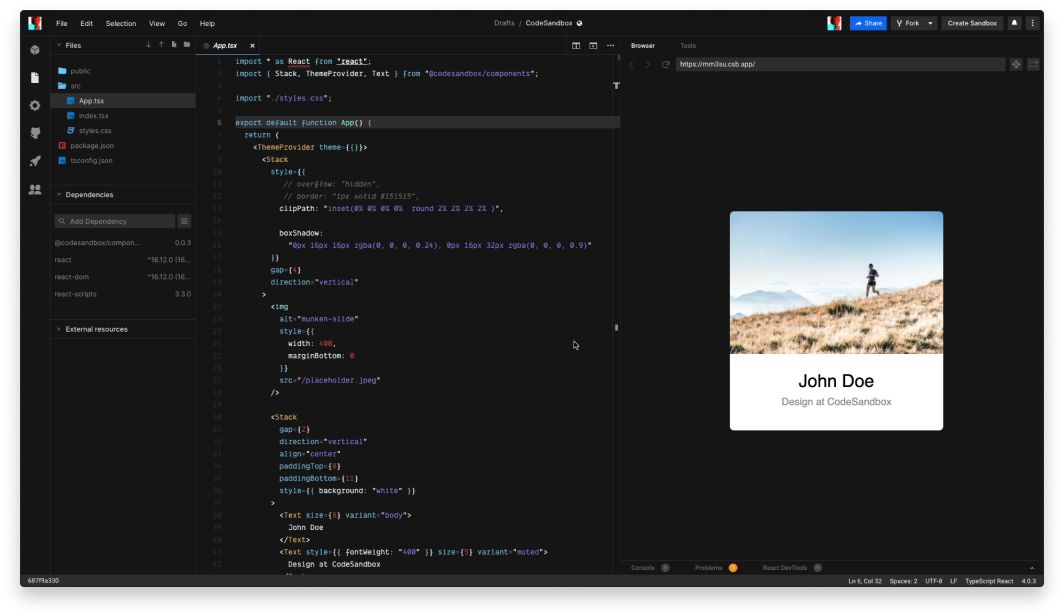 File Edit Selection View Go Help
Drafts / CodeSandbox
Share Fork Create Sandbox
Files
App.tsx
Browser Tests
https://mm3su.csb.app/
public
src
App.tsx
index.tsx
styles.css
package.json
tsconfig.json
Dependencies
Add Dependency
@codesandbox/compon... 0.0.3
react ^16.12.0 (16...
react-dom ^16.12.0 (16...
react-scripts 3.3.0
External resources
1 import * as React from "react";
2 import { Stack, ThemeProvider, Text } from "@codesandbox/components";
3
4 import "./styles.css";
5
6 export default function App() {
7 return (
8 <ThemeProvider theme={{}}>
9 <Stack
10 style={{
11 // overflow: "hidden",
12 // border: "1px solid #151515",
13 clipPath: "inset(0% 0% 0% 0% round 2% 2% 2% 2% )",
14
15 boxShadow:
16 "0px 16px 16px rgba(0, 0, 0, 0.24), 0px 16px 32px rgba(0, 0, 0, 0.9)"
17 }}
18 gap={4}
19 direction="vertical"
20 >
21 <img
22 alt="munken-slide"
23 style={{
24 width: 400,
25 marginBottom: 0
26 }}
27 src="/placeholder.jpeg"
28 />
29
30 <Stack
31 gap={2}
32 direction="vertical"
33 align="center"
34 paddingTop={8}
35 paddingBottom={11}
36 style={{ background: "white" }}
37 >
38 <Text size={8} variant="body">
39 John Doe
40 </Text>
41 <Text style={{ fontWeight: "400" }} size={5} variant="muted">
42 Design at CodeSandbox
John Doe
Design at CodeSandbox
Console Problems React DevTools
687f9a330
Ln 6, Col 32 Spaces: 2 UTF-8 LF TypeScript React 4.0.3